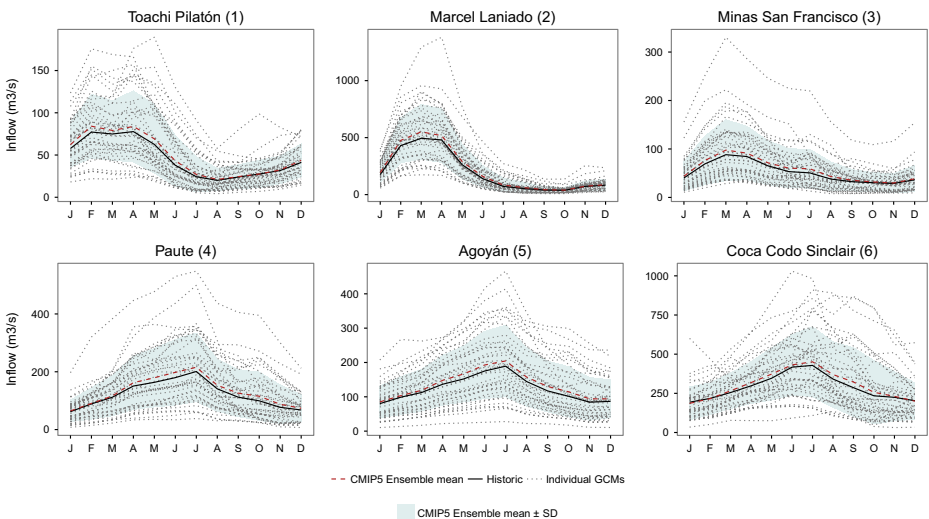 Toachi Pilatón (1)
Marcel Laniado (2)
Minas San Francisco (3)
Inflow (m3/s)
150
100
50
0
1000
500
0
300
200
100
0
J F M A M J J A S O N D
J F M A M J J A S O N D
J F M A M J J A S O N D
Paute (4)
Agoyán (5)
Coca Codo Sinclair (6)
Inflow (m3/s)
400
200
0
400
300
200
100
0
1000
750
500
250
0
J F M A M J J A S O N D
J F M A M J J A S O N D
J F M A M J J A S O N D
CMIP5 Ensemble mean Historic Individual GCMs
CMIP5 Ensemble mean ± SD